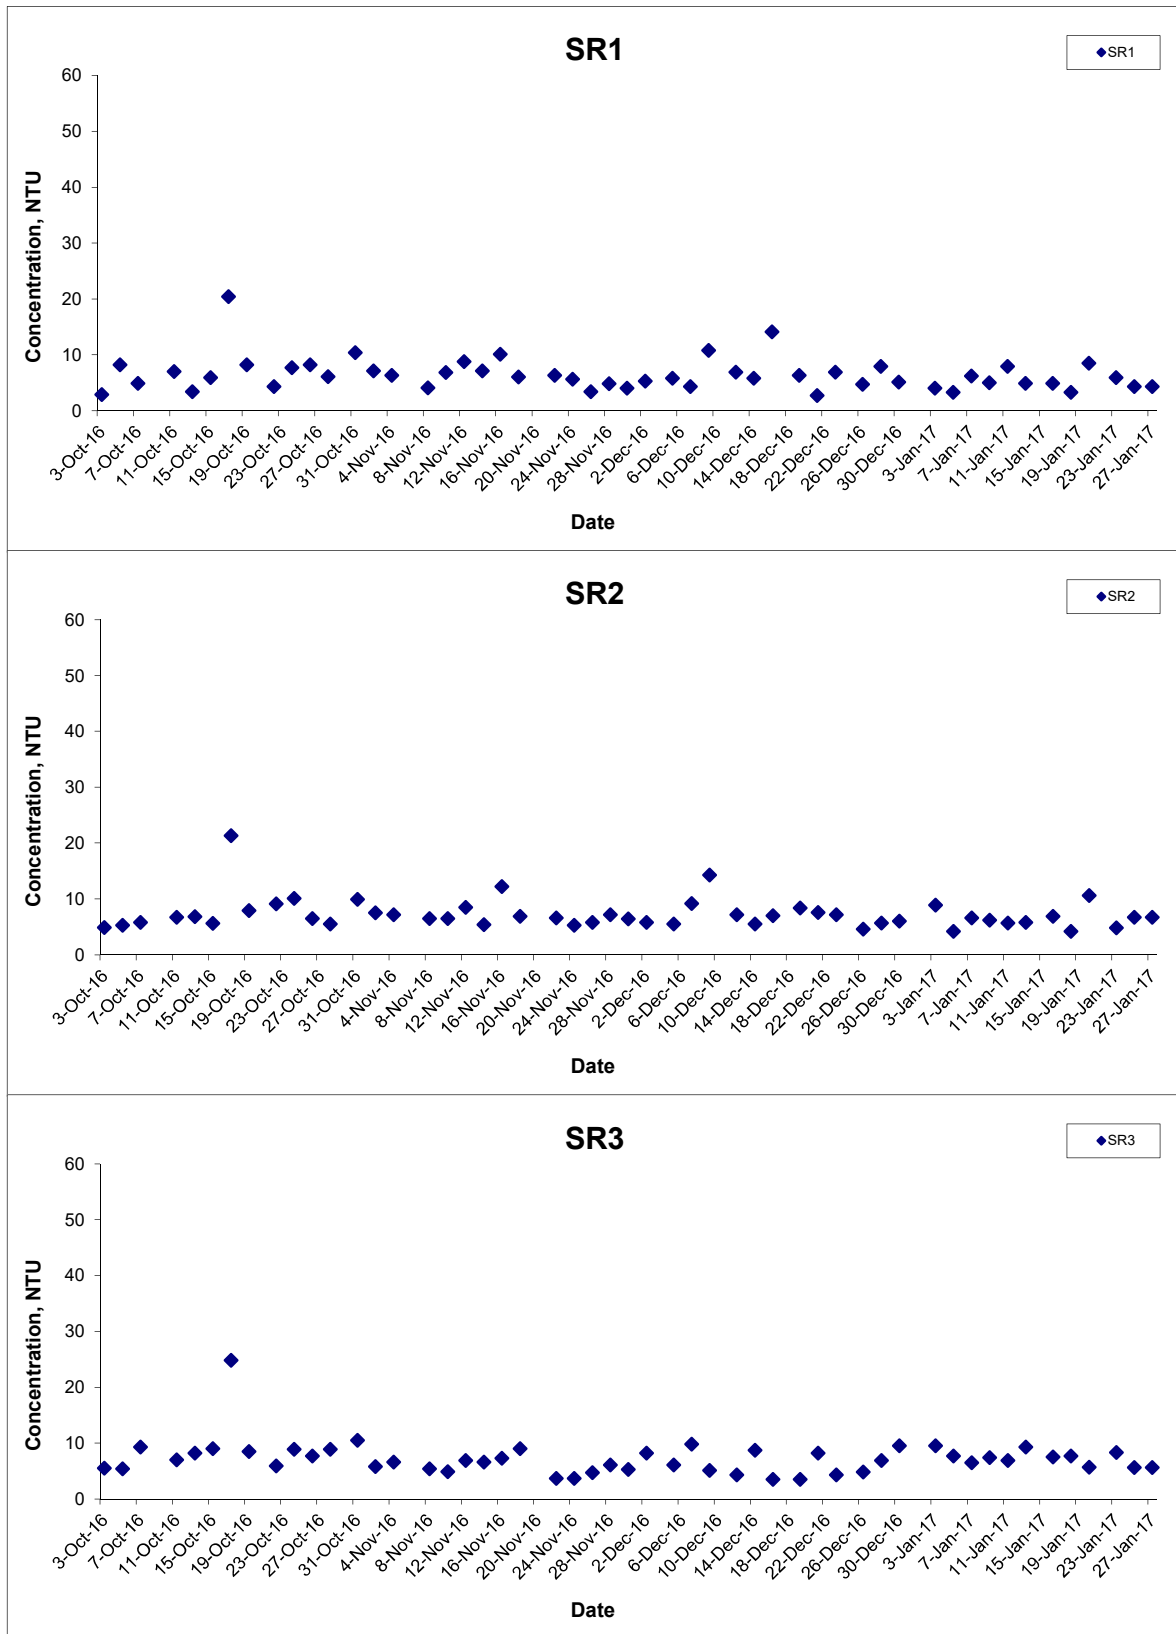 SR1
SR1
Concentration, NTU
60
50
40
30
20
10
0
3-Oct-16 7-Oct-16 11-Oct-16 15-Oct-16 19-Oct-16 23-Oct-16 27-Oct-16 31-Oct-16 4-Nov-16 8-Nov-16 12-Nov-16 16-Nov-16 20-Nov-16 24-Nov-16 28-Nov-16 2-Dec-16 6-Dec-16 10-Dec-16 14-Dec-16 18-Dec-16 22-Dec-16 26-Dec-16 30-Dec-16 3-Jan-17 7-Jan-17 11-Jan-17 15-Jan-17 19-Jan-17 23-Jan-17 27-Jan-17
Date
SR2
SR2
Concentration, NTU
60
50
40
30
20
10
0
3-Oct-16 7-Oct-16 11-Oct-16 15-Oct-16 19-Oct-16 23-Oct-16 27-Oct-16 31-Oct-16 4-Nov-16 8-Nov-16 12-Nov-16 16-Nov-16 20-Nov-16 24-Nov-16 28-Nov-16 2-Dec-16 6-Dec-16 10-Dec-16 14-Dec-16 18-Dec-16 22-Dec-16 26-Dec-16 30-Dec-16 3-Jan-17 7-Jan-17 11-Jan-17 15-Jan-17 19-Jan-17 23-Jan-17 27-Jan-17
Date
SR3
SR3
Concentration, NTU
60
50
40
30
20
10
0
3-Oct-16 7-Oct-16 11-Oct-16 15-Oct-16 19-Oct-16 23-Oct-16 27-Oct-16 31-Oct-16 4-Nov-16 8-Nov-16 12-Nov-16 16-Nov-16 20-Nov-16 24-Nov-16 28-Nov-16 2-Dec-16 6-Dec-16 10-Dec-16 14-Dec-16 18-Dec-16 22-Dec-16 26-Dec-16 30-Dec-16 3-Jan-17 7-Jan-17 11-Jan-17 15-Jan-17 19-Jan-17 23-Jan-17 27-Jan-17
Date